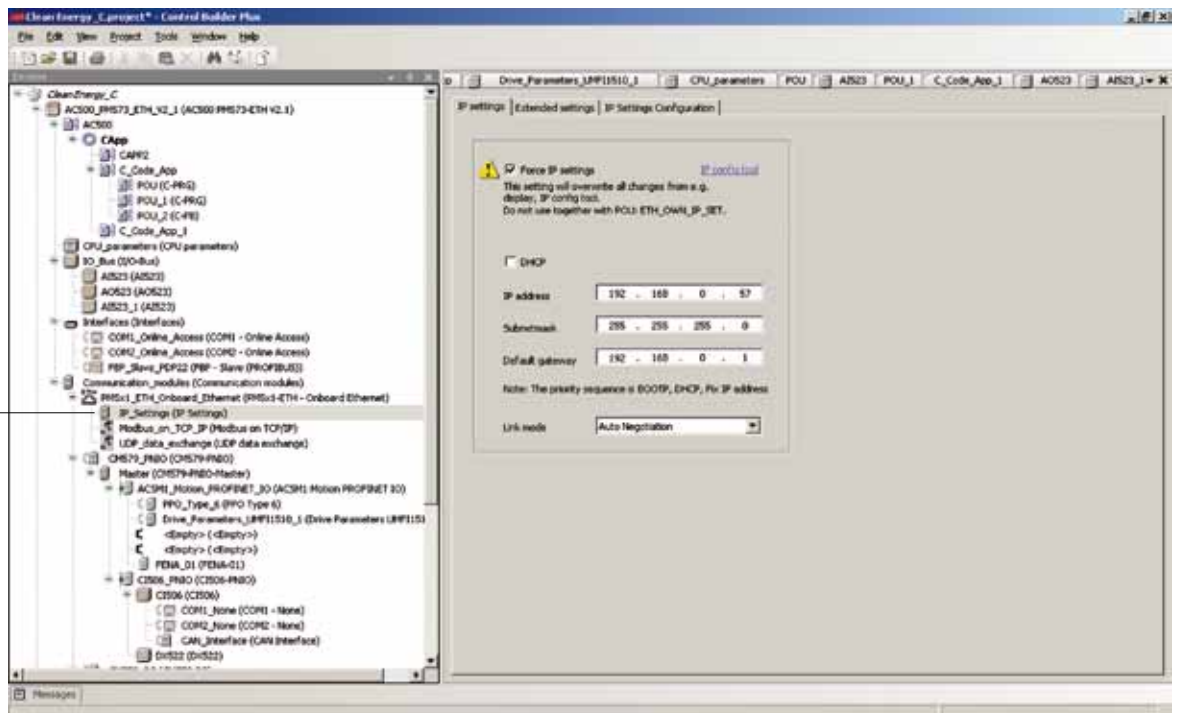 Clean Energy_C.project* - Control Builder Plus
File Edit View Project Tools Window Help
Drive_Parameters_UMFI1510_1
CPU_parameters
POU
AI523
POU_1
C_Code_App_1
AO523
AI523_1
CleanEnergy_C
AC500_PM573_ETH_V2_1 (AC500 PM573-ETH V2.1)
AC500
CApp
CAPP2
C_Code_App
POU (C-PRG)
POU_1 (C-PRG)
POU_2 (C-FB)
C_Code_App_1
CPU_parameters (CPU parameters)
IO_Bus (I/O-Bus)
AI523 (AI523)
AO523 (AO523)
AI523_1 (AI523)
Interfaces (Interfaces)
COM1_Online_Access (COM1 - Online Access)
COM2_Online_Access (COM2 - Online Access)
FBP_Slave_PDP22 (FBP - Slave (PROFIBUS))
Communication_modules (Communication modules)
PM5x1_ETH_Onboard_Ethernet (PM5x1-ETH - Onboard Ethernet)
IP_Settings (IP Settings)
Modbus_on_TCP_IP (Modbus on TCP/IP)
UDP_data_exchange (UDP data exchange)
CM579_PNIO (CM579-PNIO)
Master (CM579-PNIO-Master)
ACSM1_Motion_PROFINET_IO (ACSM1 Motion PROFINET IO)
PPO_Type_6 (PPO Type 6)
Drive_Parameters_UMFI1510_1 (Drive Parameters UMFI151
<Empty> (<Empty>)
<Empty> (<Empty>)
FENA_01 (FENA-01)
CI506_PNIO (CI506-PNIO)
CI506 (CI506)
COM1_None (COM1 - None)
COM2_None (COM2 - None)
CAN_Interface (CAN Interface)
DX522 (DX522)
IP settings
Extended settings
IP Settings Configuration
Force IP settings
IP config tool
This setting will overwrite all changes from e.g.
display, IP config tool.
Do not use together with POU: ETH_OWN_IP_SET.
DHCP
IP address 192 . 168 . 0 . 57
Subnetmask 255 . 255 . 255 . 0
Default gateway 192 . 168 . 0 . 1
Note: The priority sequence is BOOTP, DHCP, Fix IP address
Link mode Auto Negotiation
Messages